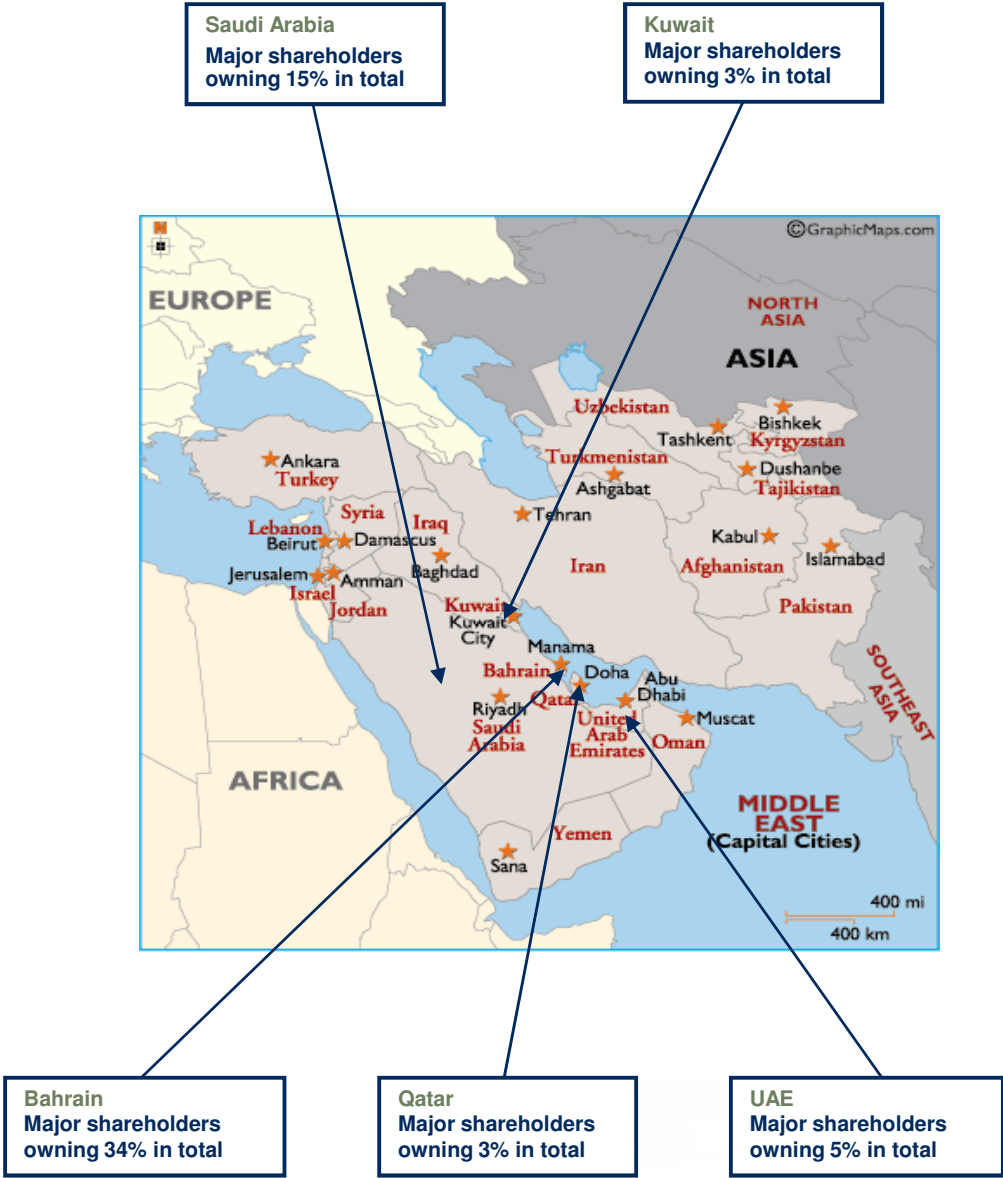 Saudi Arabia
Major shareholders
owning 15% in total
Kuwait
Major shareholders
owning 3% in total
N
©GraphicMaps.com
EUROPE
NORTH
ASIA
ASIA
Uzbekistan
Bishkek
Tashkent
Kyrgyzstan
Ankara
Turkey
Turkmenistan
Ashgabat
Dushanbe
Tajikistan
Syria
Iraq
Tehran
Lebanon
Beirut
Damascus
Kabul
Islamabad
Baghdad
Iran
Afghanistan
Jerusalem
Amman
Israel
Jordan
Kuwait
Kuwait
City
Pakistan
Manama
Bahrain
Doha
Abu
Dhabi
SOUTHEAST
ASIA
Qatar
Riyadh
Saudi
Arabia
United
Arab
Emirates
Muscat
Oman
AFRICA
MIDDLE
EAST
(Capital Cities)
Yemen
Sana
400 mi
400 km
Bahrain
Major shareholders
owning 34% in total
Qatar
Major shareholders
owning 3% in total
UAE
Major shareholders
owning 5% in total